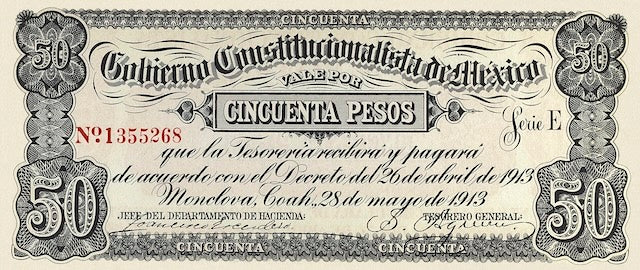 CINCUENTA
50 50
Gobierno Constitucionalista de Mexico
VALE POR
CINCUENTA PESOS
Serie E
Nº. 1355268
que la Tesorería recibirá y pagará
de acuerdo con el Decreto del 26 de abril de 1913
Monclova, Coah., 28 de mayo de 1913
JEFE DEL DEPARTAMENTO DE HACIENDA: TESORERO GENERAL:
50 50
CINCUENTA CINCUENTA